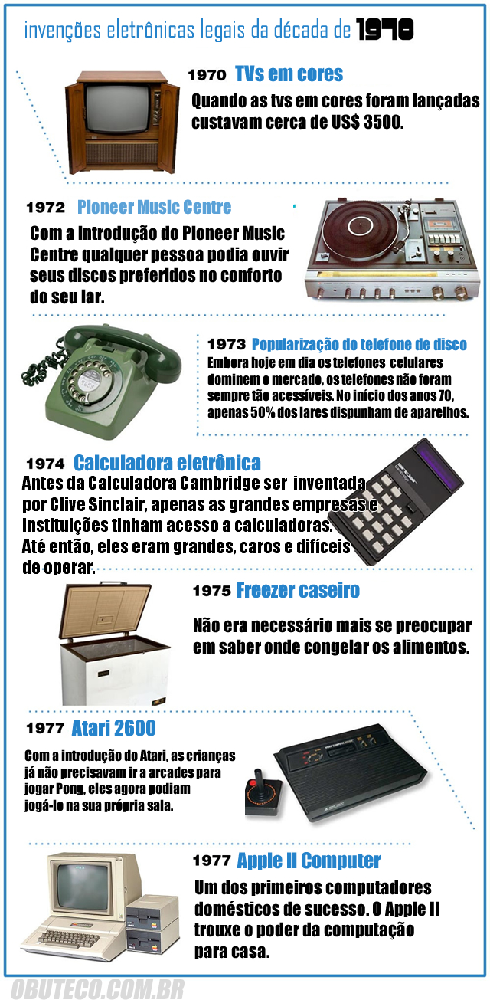 invenções eletrônicas legais da década de 1970
1970 TVs em cores
Quando as tvs em cores foram lançadas
custavam cerca de US$ 3500.
1972 Pioneer Music Centre
Com a introdução do Pioneer Music
Centre qualquer pessoa podia ouvir
seus discos preferidos no conforto
do seu lar.
1973 Popularização do telefone de disco
Embora hoje em dia os telefones celulares
dominem o mercado, os telefones não foram
sempre tão acessíveis. No início dos anos 70,
apenas 50% dos lares dispunham de aparelhos.
1974 Calculadora eletrônica
sinclair
Cambridge
Antes da Calculadora Cambridge ser inventada
por Clive Sinclair, apenas as grandes empresas e
instituições tinham acesso a calculadoras.
Até então, eles eram grandes, caros e difíceis
de operar.
1975 Freezer caseiro
Não era necessário mais se preocupar
em saber onde congelar os alimentos.
1977 Atari 2600
Com a introdução do Atari, as crianças
já não precisavam ir a arcades para
jogar Pong, eles agora podiam
jogá-lo na sua própria sala.
1977 Apple II Computer
Um dos primeiros computadores
domésticos de sucesso. O Apple II
trouxe o poder da computação
para casa.
OBUTECO.COM.BR